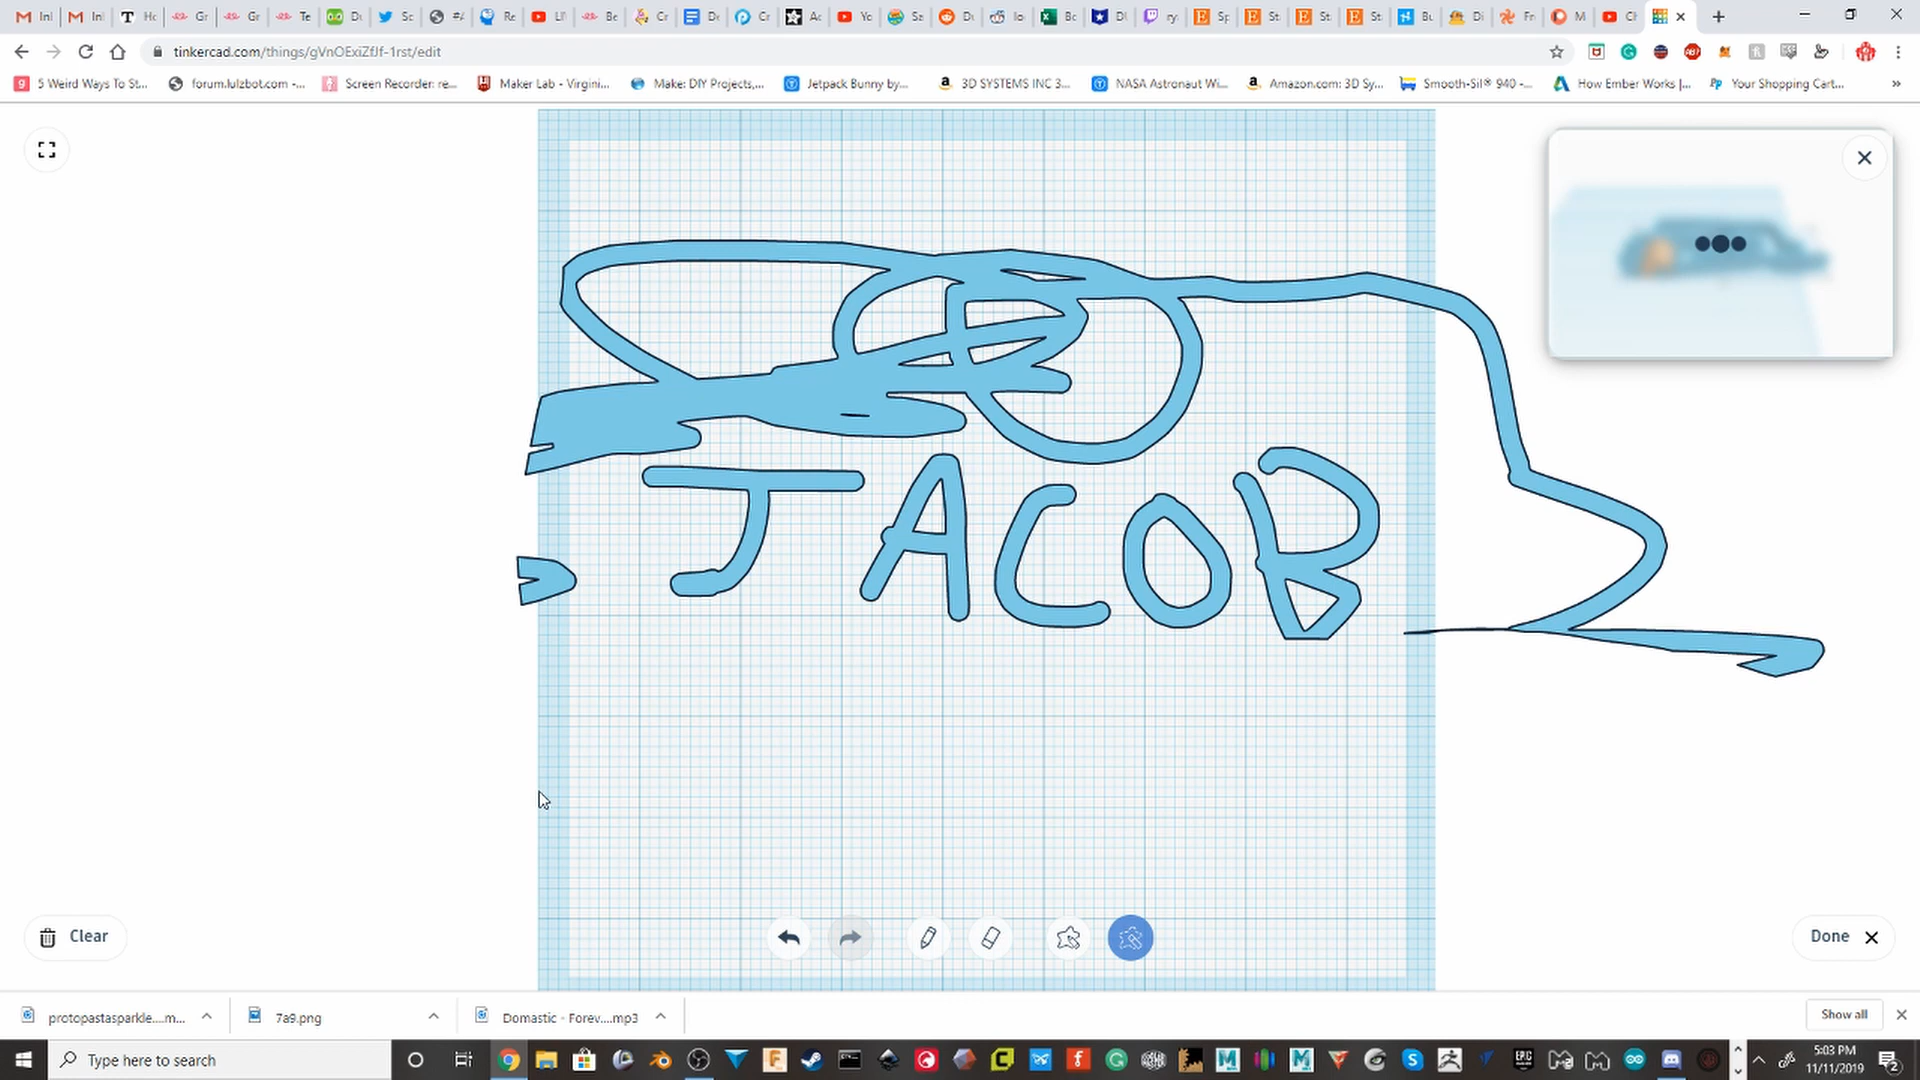 tinkercad.com/things/gVnOExiZfJf-1rst/edit
5 Weird Ways To St... forum.lulzbot.com -... Screen Recorder: re... Maker Lab - Virgini... Make: DIY Projects,... Jetpack Bunny by... 3D SYSTEMS INC 3... NASA Astronaut Wi... Amazon.com: 3D Sy... Smooth-Sil® 940 -... How Ember Works |... Your Shopping Cart...
JACOB
Clear
Done
protopastasparkle....m... 7a9.png Domastic - Forev....mp3 Show all
Type here to search
5:03 PM
11/11/2019